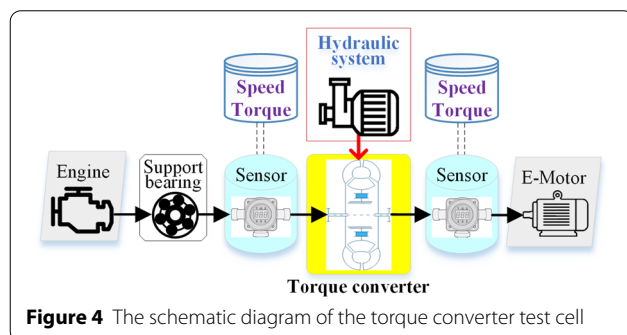 Hydraulic
system
Speed
Torque
Speed
Torque
Engine
Support
bearing
Sensor
Sensor
E-Motor
Torque converter
Figure 4 The schematic diagram of the torque converter test cell